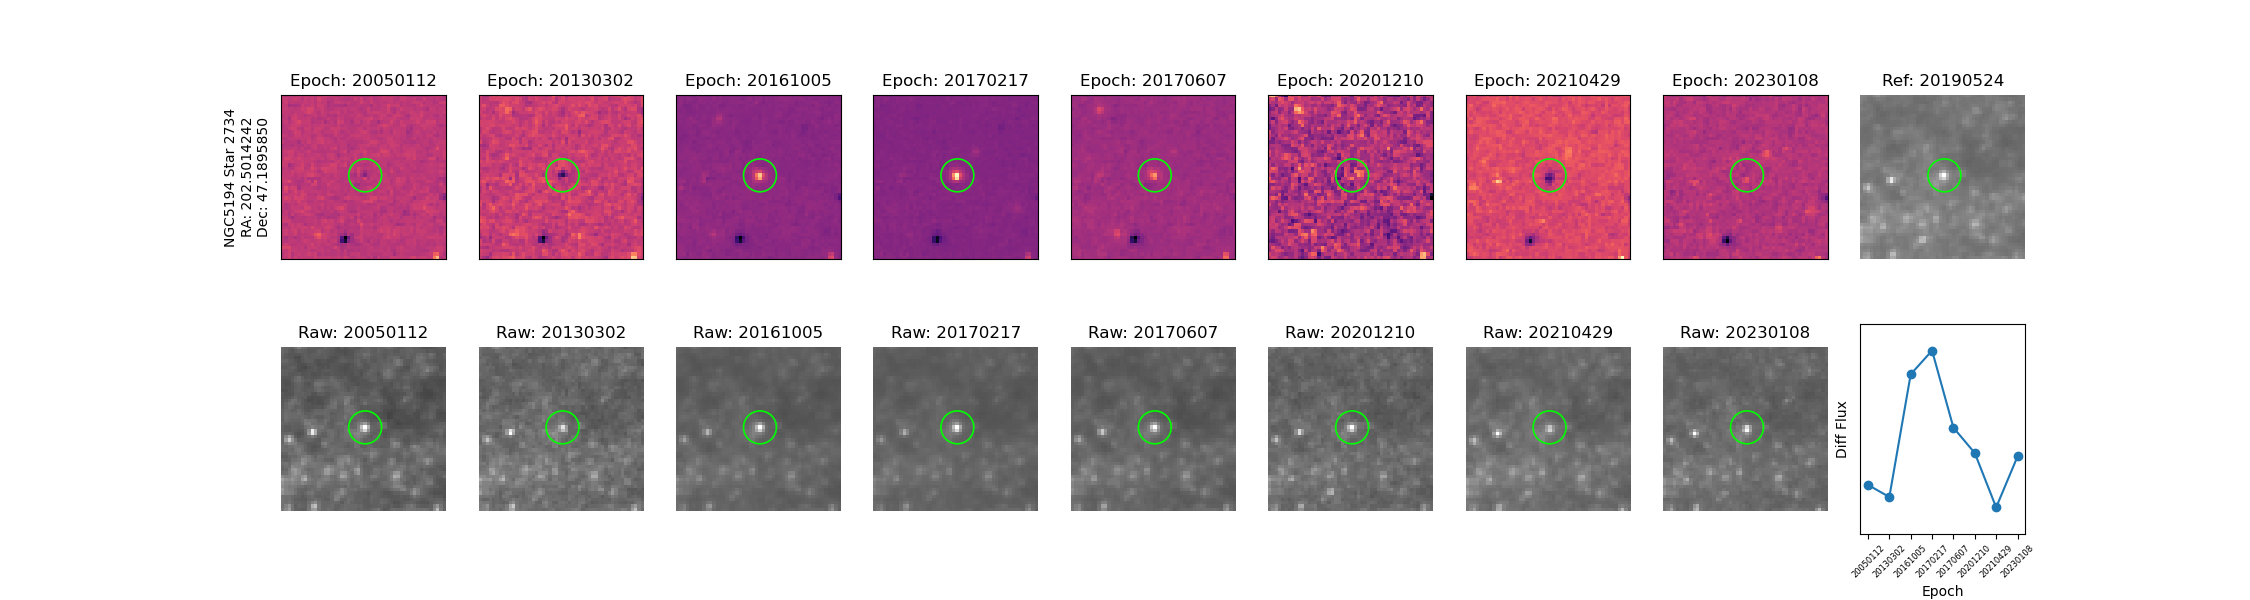 NGC5194 Star 2734
RA: 202.5014242
Dec: 47.1895850
Epoch: 20050112
Epoch: 20130302
Epoch: 20161005
Epoch: 20170217
Epoch: 20170607
Epoch: 20201210
Epoch: 20210429
Epoch: 20230108
Ref: 20190524
Raw: 20050112
Raw: 20130302
Raw: 20161005
Raw: 20170217
Raw: 20170607
Raw: 20201210
Raw: 20210429
Raw: 20230108
Diff Flux
20050112
20130302
20161005
20170217
20170607
20201210
20210429
20230108
Epoch